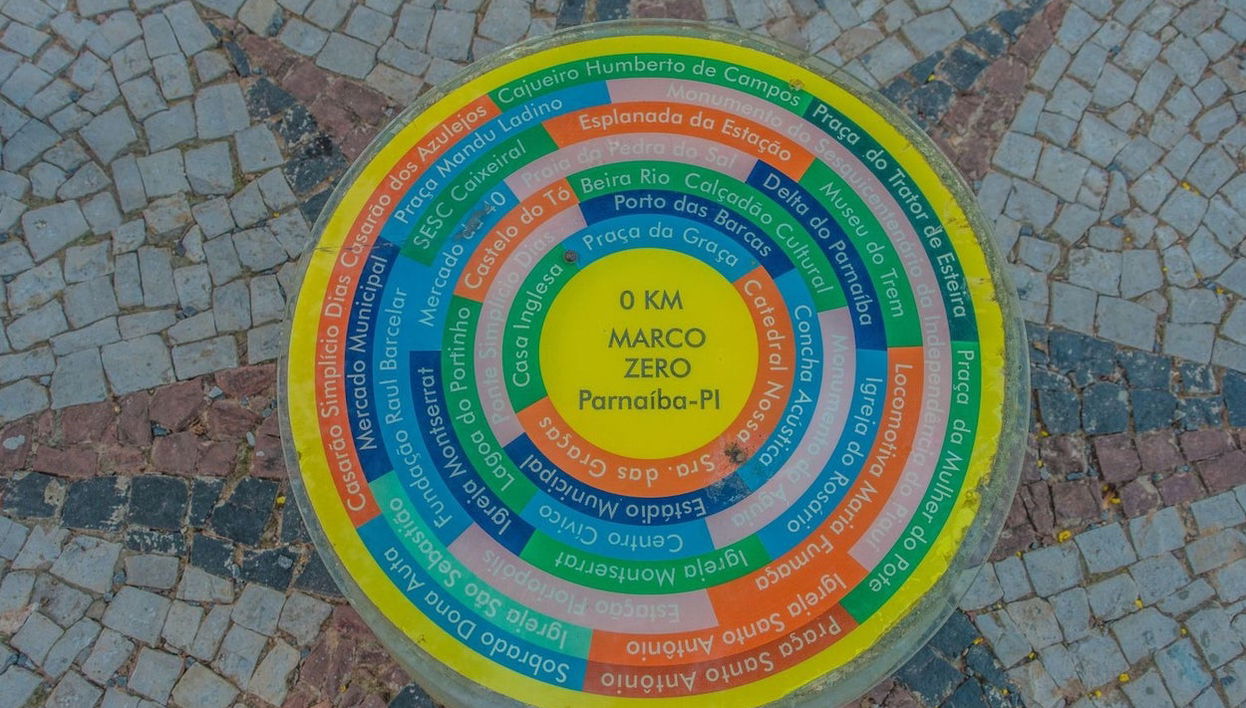 0 KM
MARCO
ZERO
Parnaíba-PI
Praça da Graça
Catedral Nossa Sra. das Graças
Casa Inglesa
Porto das Barcas
Concha Acústica
Estádio Municipal
Ponte Simplício Dias
Beira Rio Calçadão Cultural
Monumento da Águia
Centro Cívico
Lagoa do Portinho
Castelo do Tó
Delta do Parnaíba
Igreja do Rosário
Igreja Montserrat
Igreja Montserrat
Mercado 40
Praia de Pedra do Sal
Museu do Trem
Locomotiva Maria Fumaça
Estação Floriópolis
Fundação Raul Barcelar
SESC Caixeiral
Esplanada da Estação
Monumento do Sesquicentenário da Independência do Piauí
Igreja Santo Antônio
Igreja São Sebastião
Mercado Municipal
Praça Mandu Ladino
Cajueiro Humberto de Campos
Praça do Trator de Esteira
Praça da Mulher do Pote
Praça Santo Antônio
Sobrado Dona Auta
Casarão Simplício Dias Casarão dos Azulejos